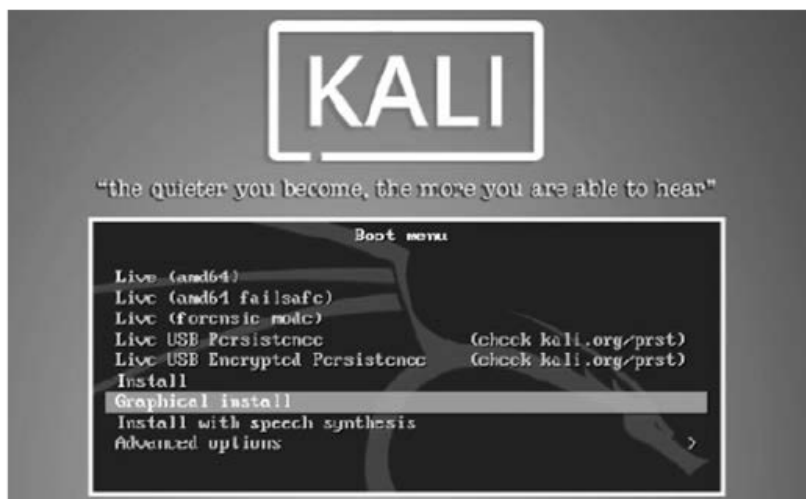 KALI
“the quieter you become, the more you are able to hear”
Boot menu
Live (amd64)
Live (amd64 failsafe)
Live (forensic mode)
Live USB Persistence (check kali.org/prst)
Live USB Encrypted Persistence (check kali.org/prst)
Install
Graphical install
Install with speech synthesis
Advanced options >